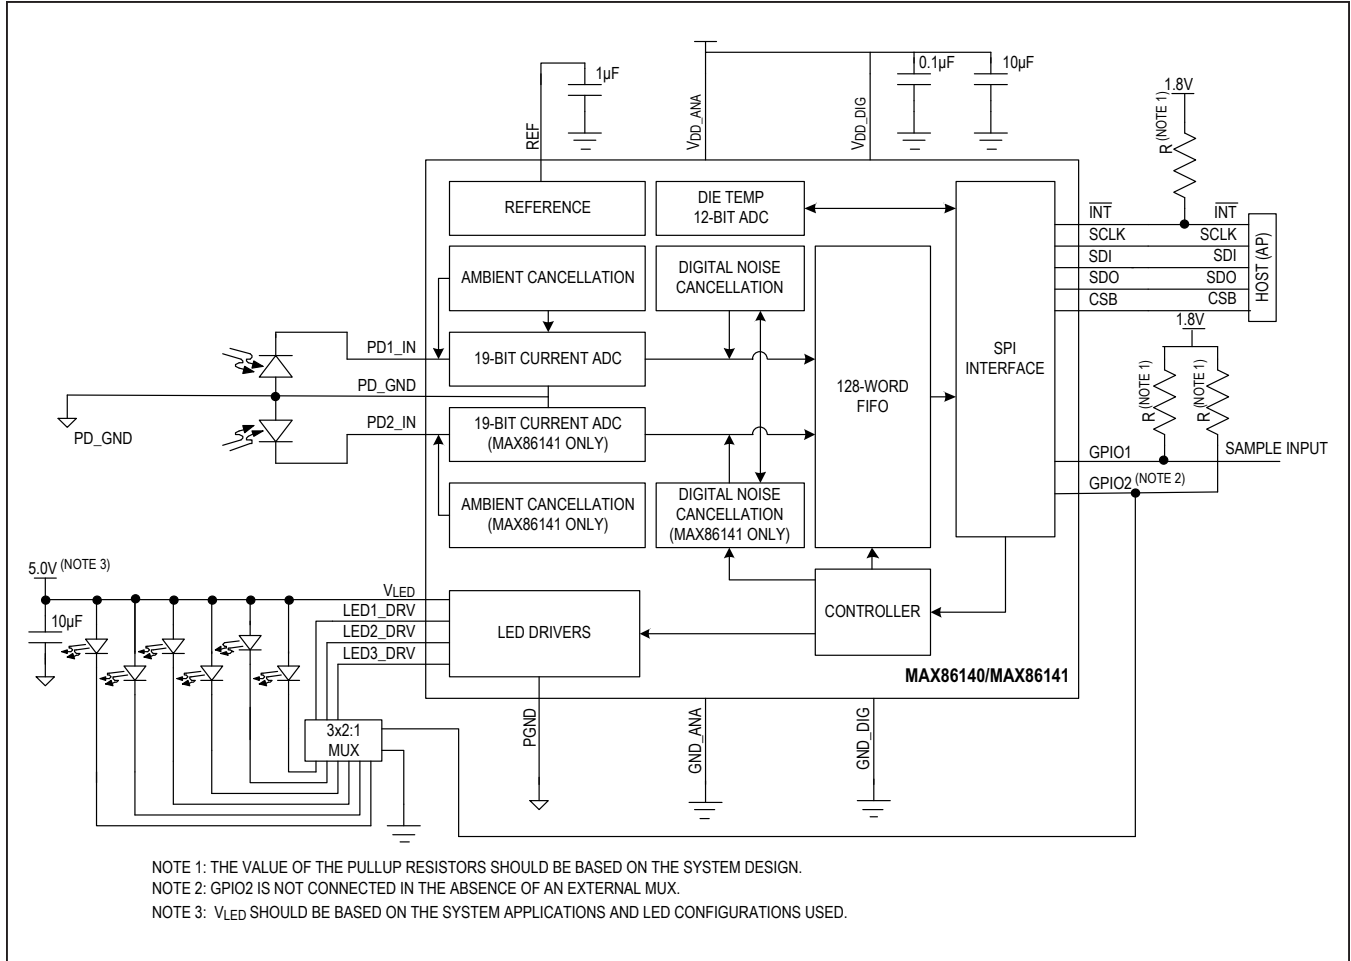 1µF
0.1µF
10µF
1.8V
REF
VDD_ANA
VDD_DIG
R (NOTE 1)
REFERENCE
DIE TEMP
12-BIT ADC
INT
INT
SCLK
SCLK
SDI
SDI
SDO
SDO
CSB
CSB
HOST (AP)
AMBIENT CANCELLATION
DIGITAL NOISE
CANCELLATION
1.8V
PD1_IN
19-BIT CURRENT ADC
SPI
INTERFACE
PD_GND
128-WORD
FIFO
R (NOTE 1)
R (NOTE 1)
PD_GND
PD2_IN
19-BIT CURRENT ADC
(MAX86141 ONLY)
GPIO1
SAMPLE INPUT
GPIO2 (NOTE 2)
AMBIENT CANCELLATION
(MAX86141 ONLY)
DIGITAL NOISE
CANCELLATION
(MAX86141 ONLY)
5.0V (NOTE 3)
VLED
10µF
LED1_DRV
LED2_DRV
LED3_DRV
LED DRIVERS
CONTROLLER
MAX86140/MAX86141
3x2:1
MUX
PGND
GND_ANA
GND_DIG
NOTE 1: THE VALUE OF THE PULLUP RESISTORS SHOULD BE BASED ON THE SYSTEM DESIGN.
NOTE 2: GPIO2 IS NOT CONNECTED IN THE ABSENCE OF AN EXTERNAL MUX.
NOTE 3: VLED SHOULD BE BASED ON THE SYSTEM APPLICATIONS AND LED CONFIGURATIONS USED.